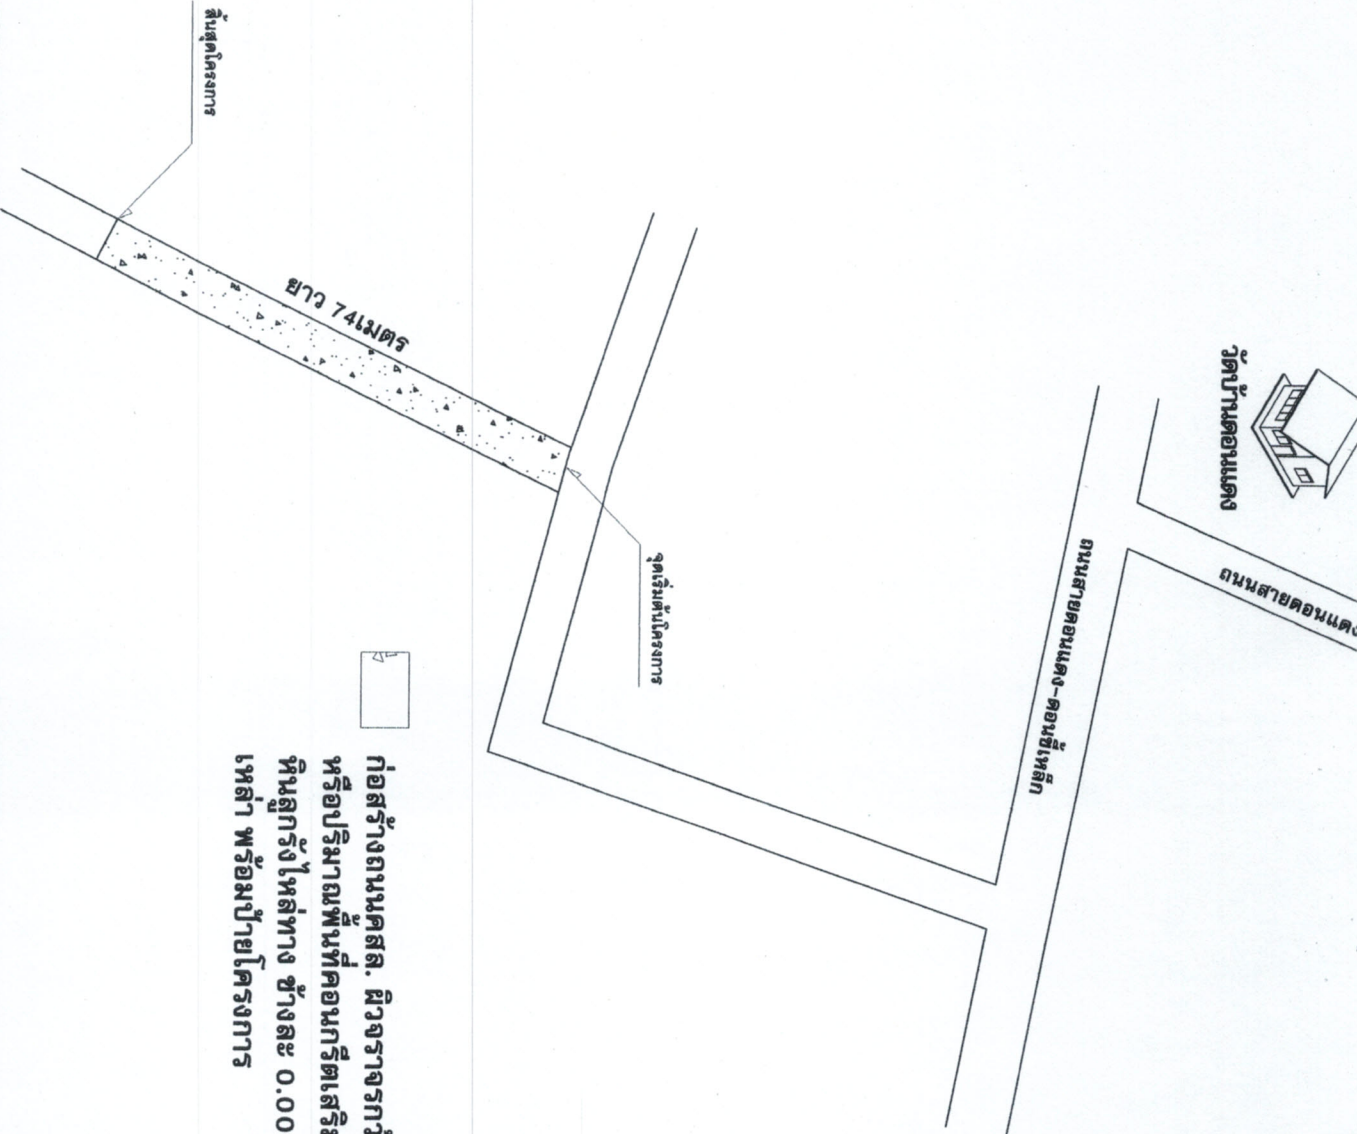 วัดบ้านดอนแดง
ถนนสายดอนแดง
ถนนสายดอนแดง-ดอนขี้เหล็ก
จุดเริ่มต้นโครงการ
ยาว 74เมตร
สิ้นสุดโครงการ
ก่อสร้างถนนคสล. ผิวจราจรกว้
หรือปริมาณพื้นที่คอนกรีตเสริม
หินลูกรังไหล่ทาง ข้างละ 0.00
เหล่า พร้อมป้ายโครงการ